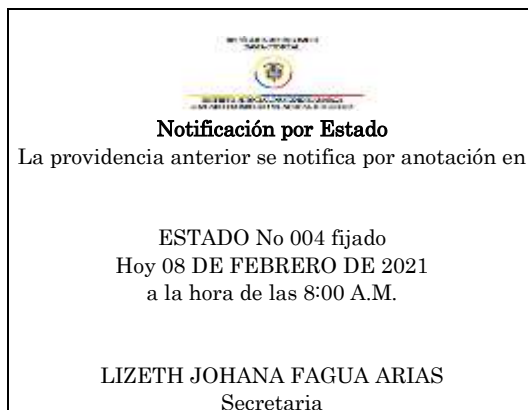 Notificación por Estado
La providencia anterior se notifica por anotación en
ESTADO No 004 fijado
Hoy 08 DE FEBRERO DE 2021
a la hora de las 8:00 A.M.
LIZETH JOHANA FAGUA ARIAS
Secretaria